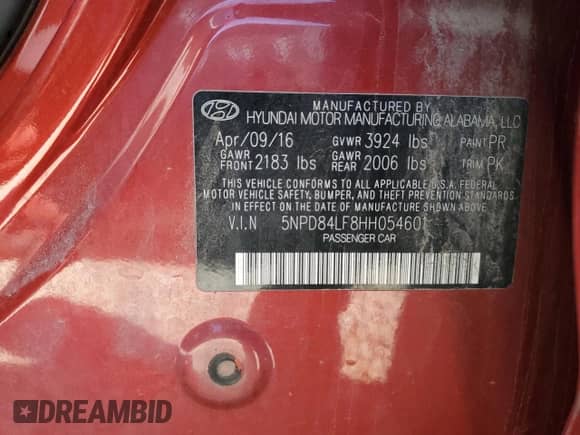 MANUFACTURED BY
HYUNDAI MOTOR MANUFACTURING ALABAMA, LLC
Apr/09/16 GVWR 3924 lbs PAINT PR
GAWR FRONT 2183 lbs GAWR REAR 2006 lbs TRIM PK
THIS VEHICLE CONFORMS TO ALL APPLICABLE U.S.A. FEDERAL
MOTOR VEHICLE SAFETY, BUMPER, AND THEFT PREVENTION STANDARDS
IN EFFECT ON THE DATE OF MANUFACTURE SHOWN ABOVE.
V.I.N 5NPD84LF8HH054601
PASSENGER CAR
DREAMBID